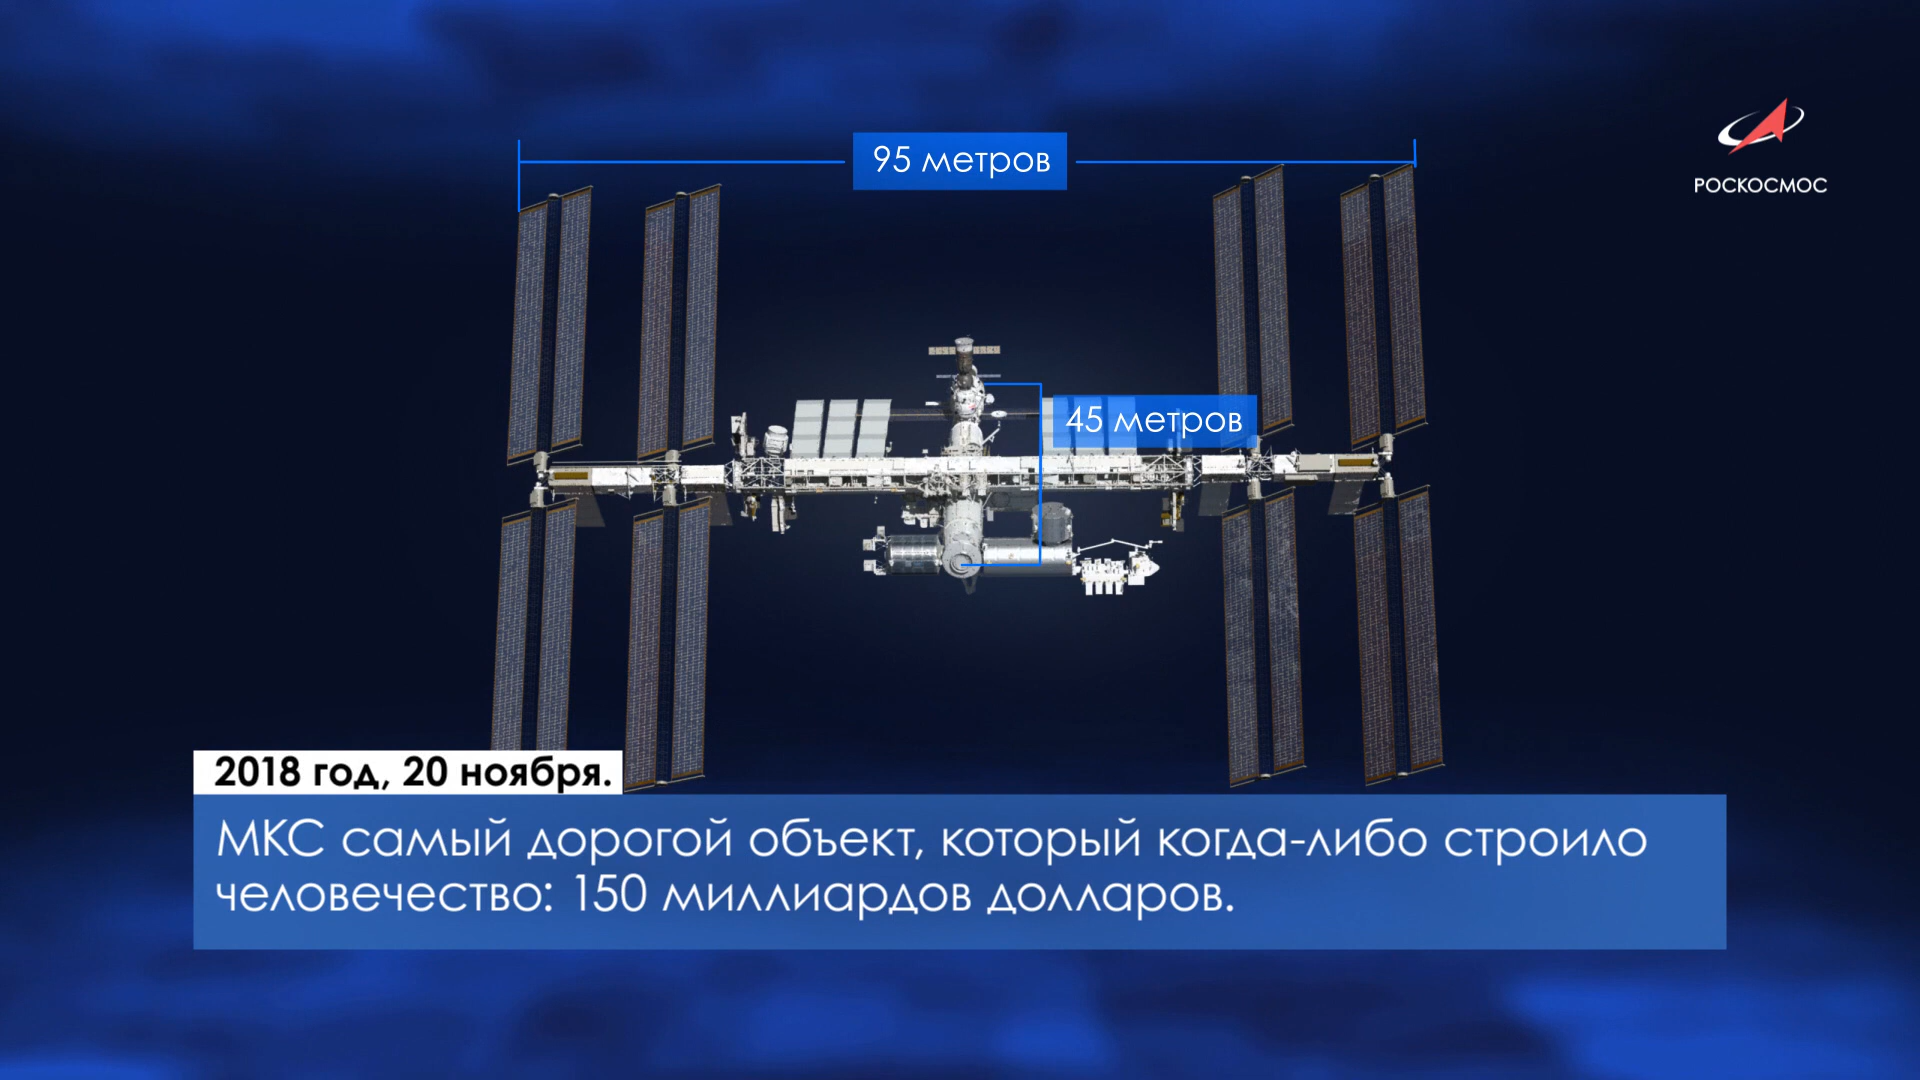 95 метров
РОСКОСМОС
45 метров
2018 год, 20 ноября.
МКС самый дорогой объект, который когда-либо строило
человечество: 150 миллиардов долларов.